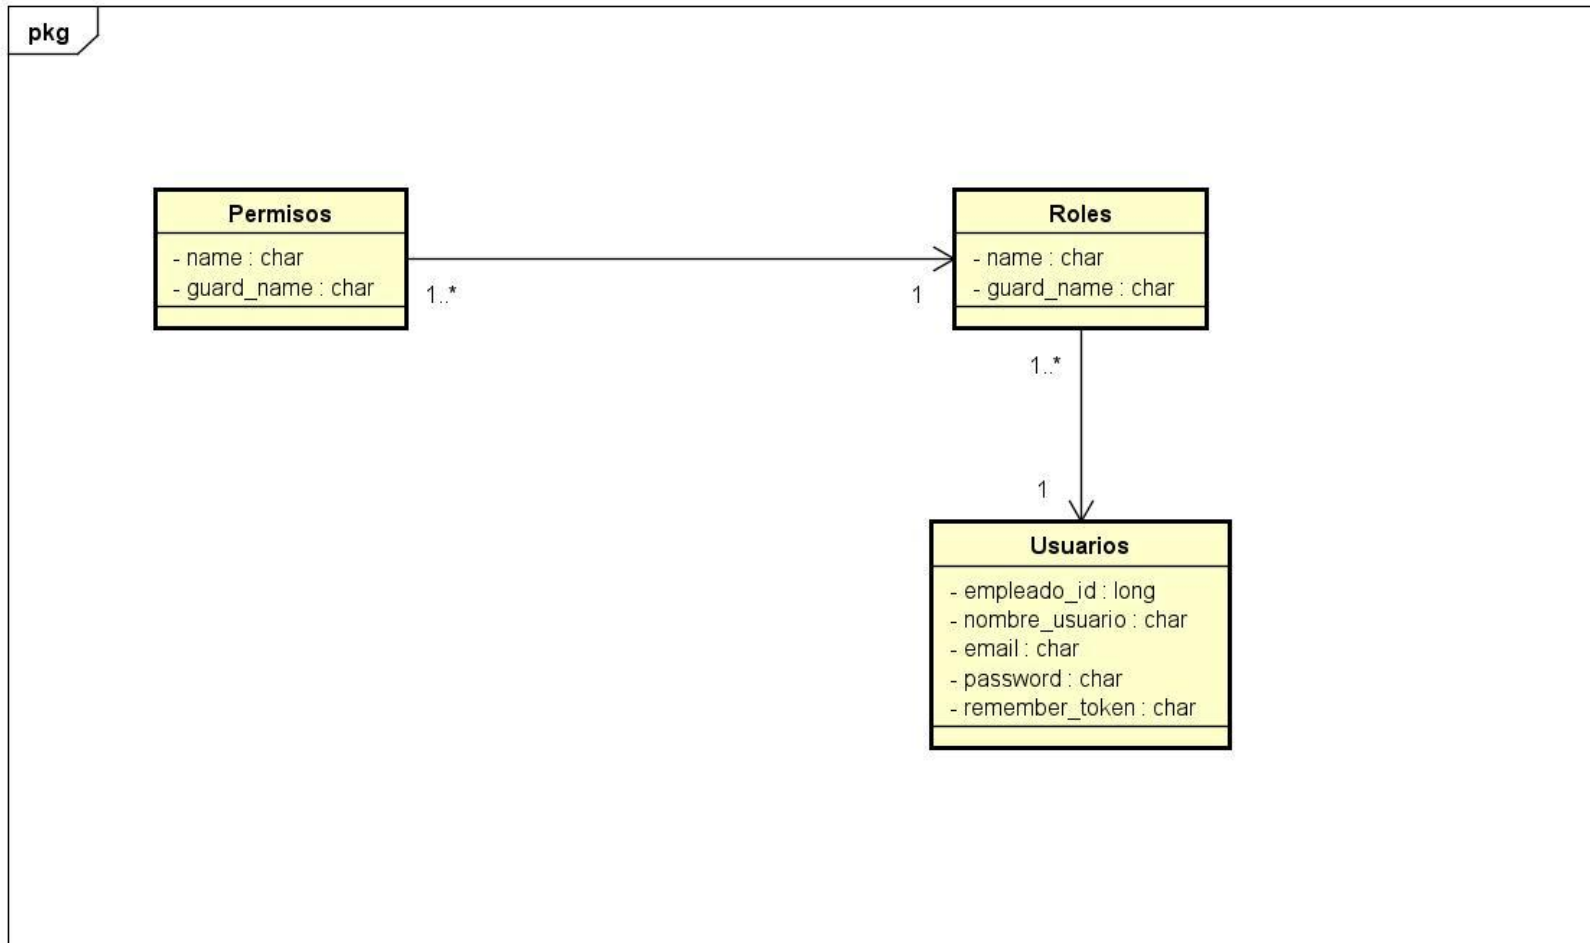 pkg
Permisos
- name : char
- guard_name : char
1..*
1
Roles
- name : char
- guard_name : char
1..*
1
Usuarios
- empleado_id : long
- nombre_usuario : char
- email : char
- password : char
- remember_token : char